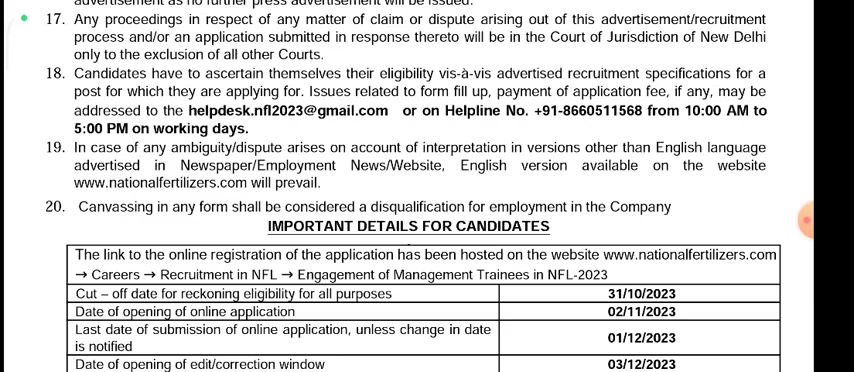 advertisement as no further press advertisement will be issued.
17. Any proceedings in respect of any matter of claim or dispute arising out of this advertisement/recruitment
process and/or an application submitted in response thereto will be in the Court of Jurisdiction of New Delhi
only to the exclusion of all other Courts.
18. Candidates have to ascertain themselves their eligibility vis-à-vis advertised recruitment specifications for a
post for which they are applying for. Issues related to form fill up, payment of application fee, if any, may be
addressed to the helpdesk.nfl2023@gmail.com or on Helpline No. +91-8660511568 from 10:00 AM to
5:00 PM on working days.
19. In case of any ambiguity/dispute arises on account of interpretation in versions other than English language
advertised in Newspaper/Employment News/Website, English version available on the website
www.nationalfertilizers.com will prevail.
20. Canvassing in any form shall be considered a disqualification for employment in the Company
IMPORTANT DETAILS FOR CANDIDATES
The link to the online registration of the application has been hosted on the website www.nationalfertilizers.com
→ Careers → Recruitment in NFL → Engagement of Management Trainees in NFL-2023
Cut – off date for reckoning eligibility for all purposes 31/10/2023
Date of opening of online application 02/11/2023
Last date of submission of online application, unless change in date
is notified 01/12/2023
Date of opening of edit/correction window 03/12/2023